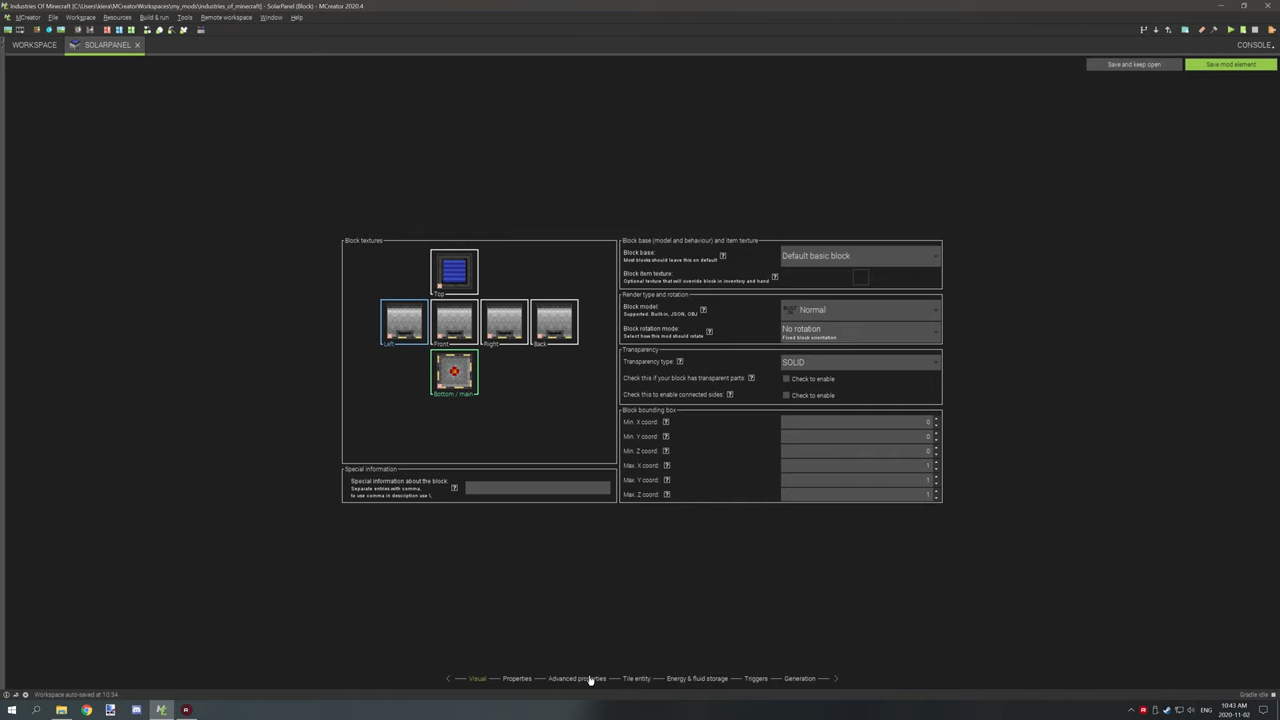 Industries Of Minecraft [C:\Users\kiera\MCreatorWorkspaces\my_mods\industries_of_minecraft] - SolarPanel (Block) - MCreator 2020.4
MCreator File Workspace Resources Build & run Tools Remote workspace Window Help
WORKSPACE SOLARPANEL CONSOLE
Save and keep open Save mod element
Block textures
Top
Left Front Right Back
Bottom / main
Special information
Special information about the block:
Separate entries with comma,
to use comma in description use \,
Block base (model and behaviour) and item texture
Block base:
Most blocks should leave this on default
Default basic block
Block item texture:
Optional texture that will override block in inventory and hand
Render type and rotation
Block model:
Supported: Built-in, JSON, OBJ
BUILT IN Normal
Block rotation mode:
Select how this mod should rotate
No rotation
Fixed block orientation
Transparency
Transparency type: SOLID
Check this if your block has transparent parts: Check to enable
Check this to enable connected sides: Check to enable
Block bounding box
Min. X coord: 0
Min. Y coord: 0
Min. Z coord: 0
Max. X coord: 1
Max. Y coord: 1
Max. Z coord: 1
Visual Properties Advanced properties Tile entity Energy & fluid storage Triggers Generation
Workspace auto-saved at 10:34 Gradle idle
ENG
10:43 AM
2020-11-02